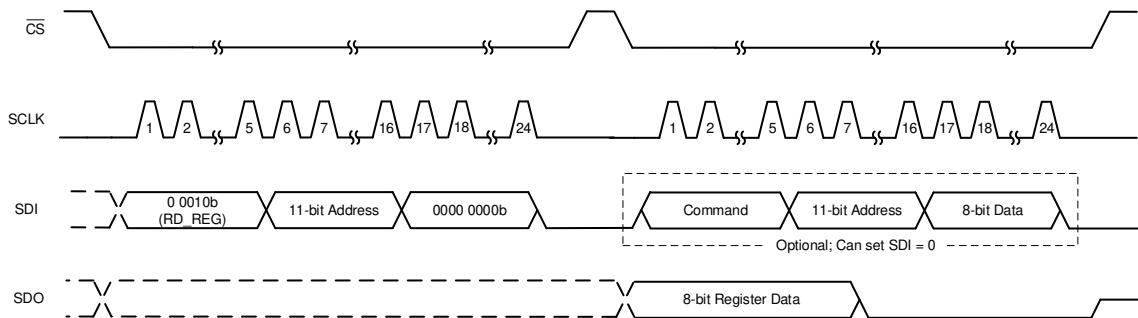 CS
SCLK
1 2 5 6 7 16 17 18 24 1 2 5 6 7 16 17 18 24
SDI
0 0010b
(RD_REG)
11-bit Address
0000 0000b
Command
11-bit Address
8-bit Data
Optional; Can set SDI = 0
SDO
8-bit Register Data